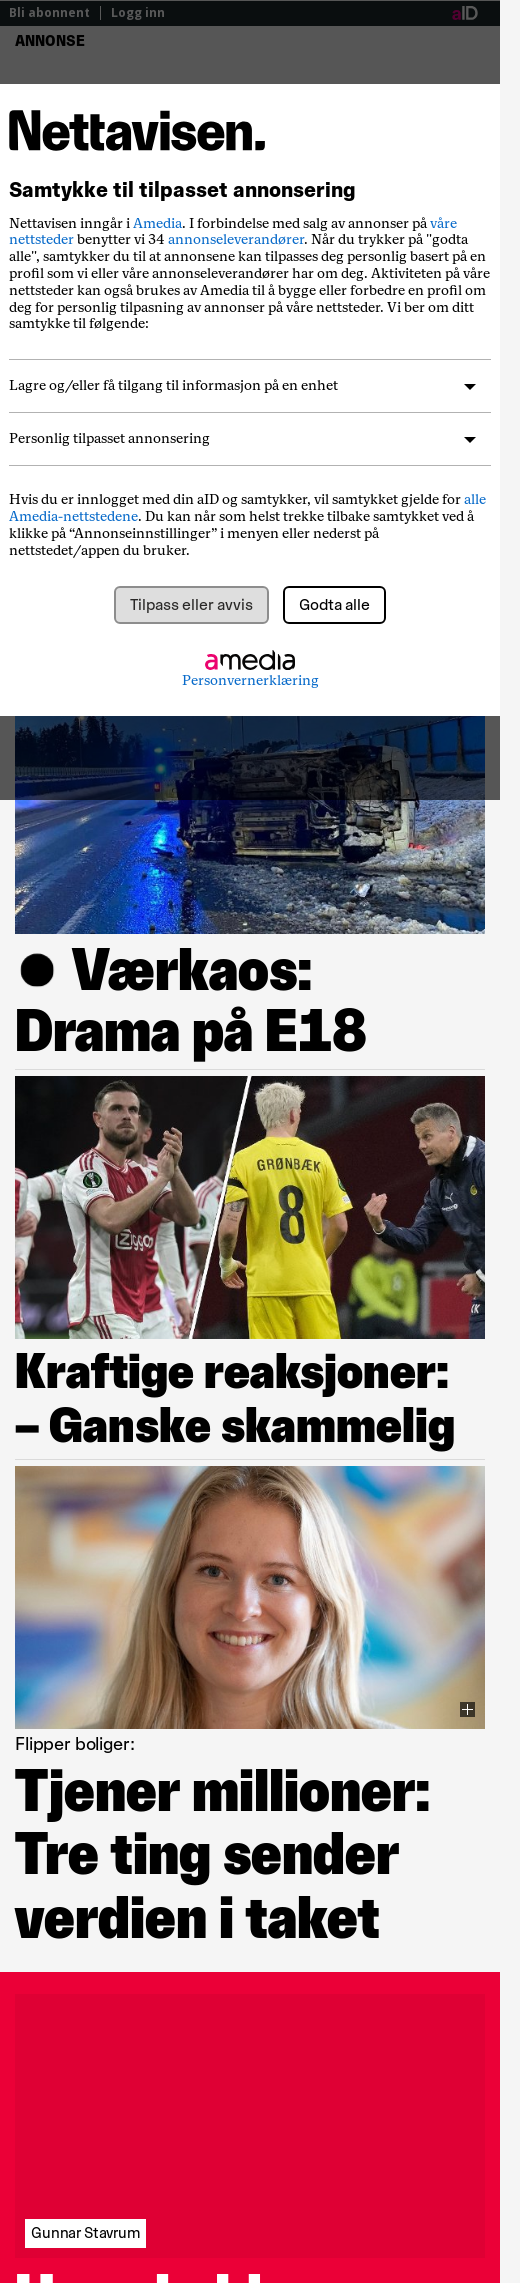 Bli abonnent | Logg inn
aID
ANNONSE
Nettavisen.
Samtykke til tilpasset annonsering
Nettavisen inngår i Amedia. I forbindelse med salg av annonser på våre
nettsteder benytter vi 34 annonseleverandører. Når du trykker på "godta
alle", samtykker du til at annonsene kan tilpasses deg personlig basert på en
profil som vi eller våre annonseleverandører har om deg. Aktiviteten på våre
nettsteder kan også brukes av Amedia til å bygge eller forbedre en profil om
deg for personlig tilpasning av annonser på våre nettsteder. Vi ber om ditt
samtykke til følgende:
Lagre og/eller få tilgang til informasjon på en enhet
Personlig tilpasset annonsering
Hvis du er innlogget med din aID og samtykker, vil samtykket gjelde for alle
Amedia-nettstedene. Du kan når som helst trekke tilbake samtykket ved å
klikke på “Annonseinnstillinger” i menyen eller nederst på
nettstedet/appen du bruker.
Tilpass eller avvis
Godta alle
amedia
Personvernerklæring
● Værkaos:
Drama på E18
GRØNBÆK
8
Ziggo
Kraftige reaksjoner:
– Ganske skammelig
Flipper boliger:
Tjener millioner:
Tre ting sender
verdien i taket
Gunnar Stavrum